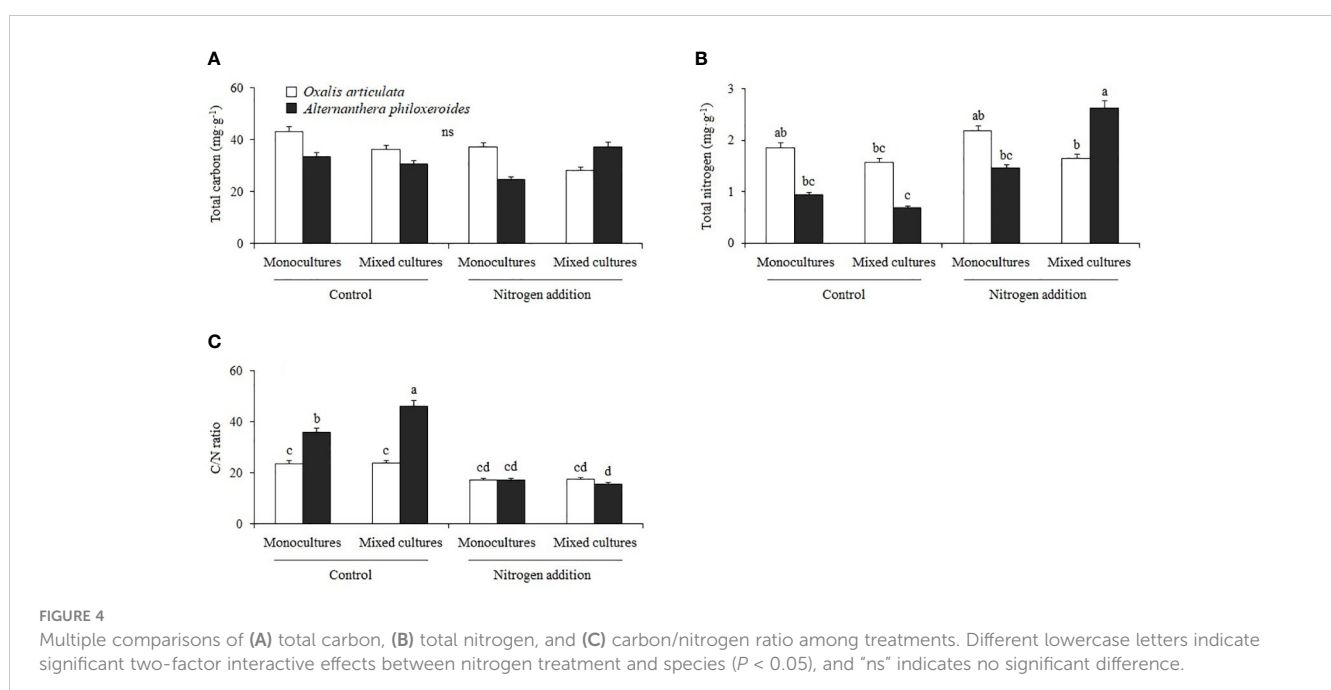 A
Total carbon (mg·g⁻¹)
60
40
20
0
Oxalis articulata
Alternanthera philoxeroides
ns
Monocultures Mixed cultures Monocultures Mixed cultures
Control Nitrogen addition
B
Total nitrogen (mg·g⁻¹)
3
2
1
0
ab bc bc c ab bc b a
Monocultures Mixed cultures Monocultures Mixed cultures
Control Nitrogen addition
C
C/N ratio
60
40
20
0
c b c a cd cd cd d
Monocultures Mixed cultures Monocultures Mixed cultures
Control Nitrogen addition
FIGURE 4
Multiple comparisons of (A) total carbon, (B) total nitrogen, and (C) carbon/nitrogen ratio among treatments. Different lowercase letters indicate
significant two-factor interactive effects between nitrogen treatment and species (P < 0.05), and “ns” indicates no significant difference.